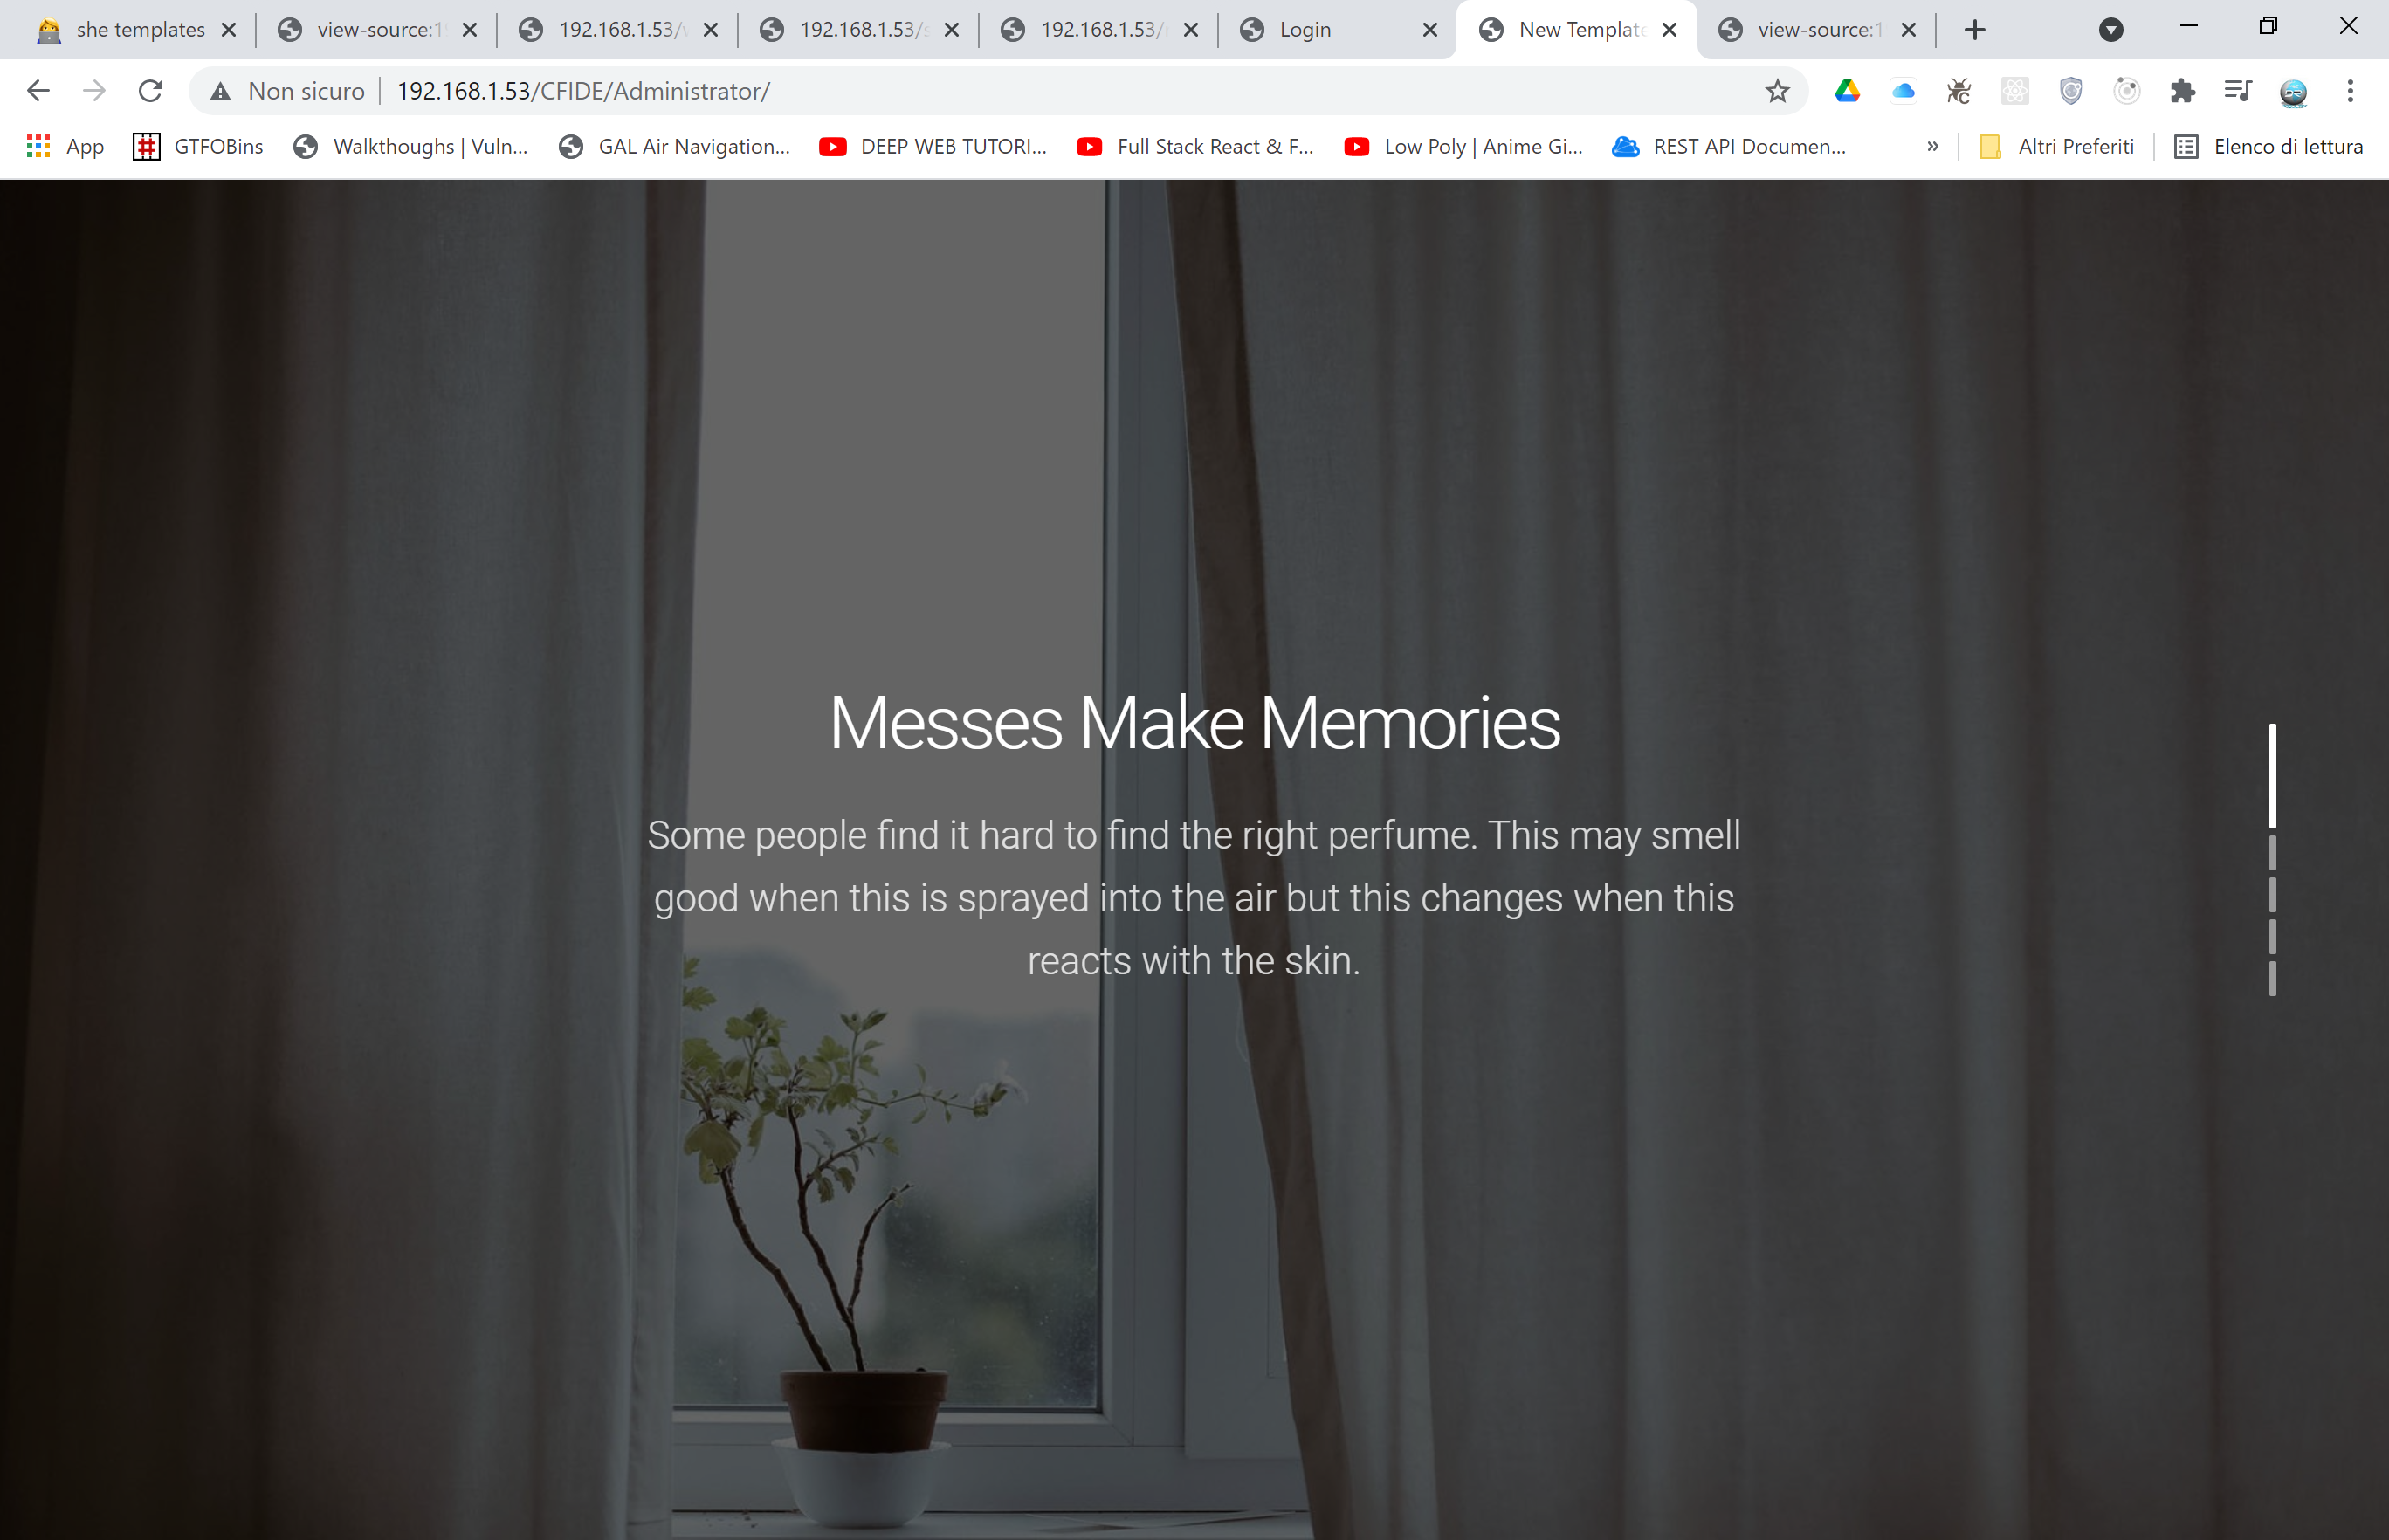 she templates
view-source:1
192.168.1.53/
192.168.1.53/
192.168.1.53/
Login
New Template
view-source:1
Non sicuro
192.168.1.53/CFIDE/Administrator/
App
GTFOBins
Walkthoughs | Vuln...
GAL Air Navigation...
DEEP WEB TUTORI...
Full Stack React & F...
Low Poly | Anime Gi...
REST API Documen...
»
Altri Preferiti
Elenco di lettura
Messes Make Memories
Some people find it hard to find the right perfume. This may smell
good when this is sprayed into the air but this changes when this
reacts with the skin.